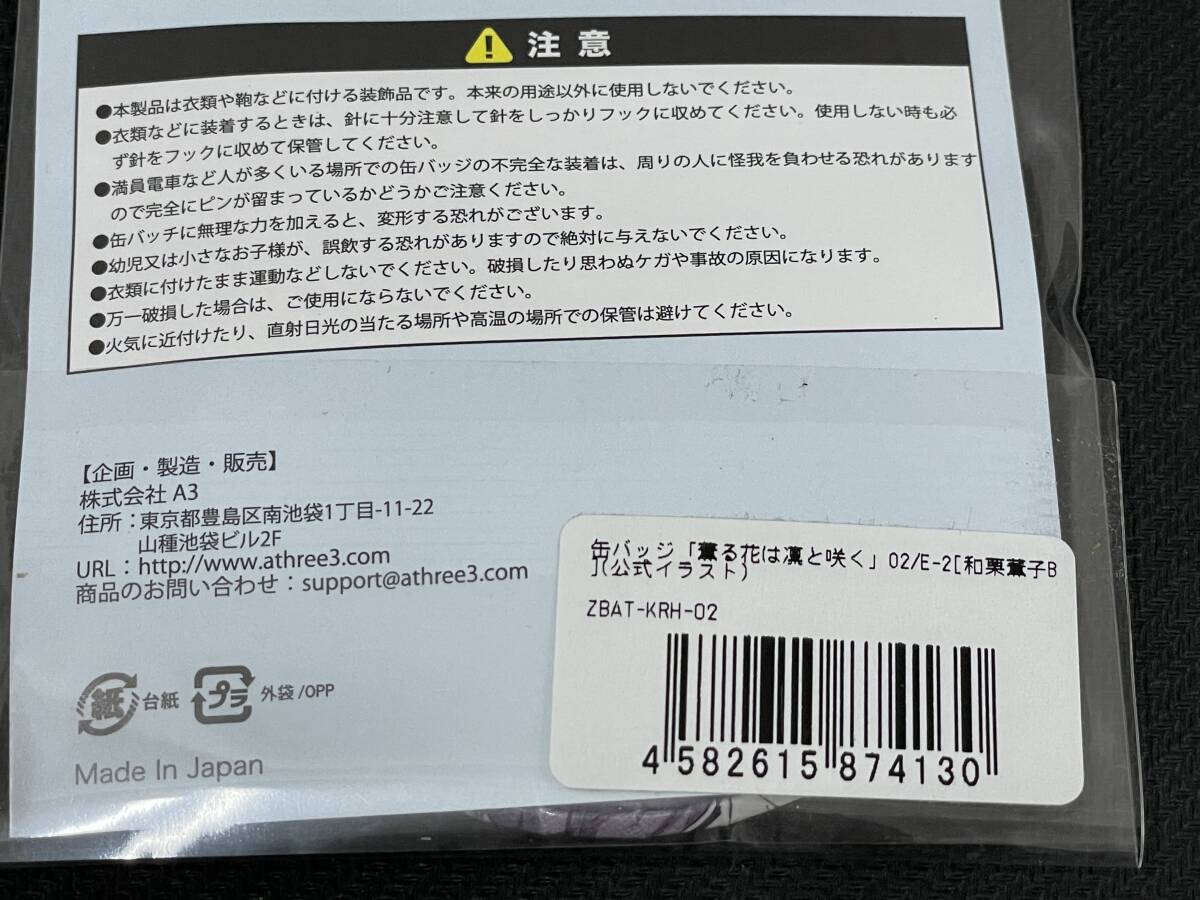 注意
●本製品は衣類や鞄などに付ける装飾品です。本来の用途以外に使用しないでください。
●衣類などに装着するときは、針に十分注意して針をしっかりフックに収めてください。使用しない時も必
ず針をフックに収めて保管してください。
●満員電車など人が多くいる場所での缶バッジの不完全な装着は、周りの人に怪我を負わせる恐れがあります
ので完全にピンが留まっているかどうかご注意ください。
●缶バッチに無理な力を加えると、変形する恐れがございます。
●幼児又は小さなお子様が、誤飲する恐れがありますので絶対に与えないでください。
●衣類に付けたまま運動などしないでください。破損したり思わぬケガや事故の原因になります。
●万一破損した場合は、ご使用にならないでください。
●火気に近付けたり、直射日光の当たる場所や高温の場所での保管は避けてください。
【企画・製造・販売】
株式会社 A3
住所：東京都豊島区南池袋1丁目-11-22
山種池袋ビル2F
URL：http://www.athree3.com
商品のお問い合わせ：support@athree3.com
紙 台紙 プラ 外袋/OPP
Made In Japan
缶バッジ「薫る花は凛と咲く」02/E-2[和栗薫子B
](公式イラスト)
ZBAT-KRH-02
4 582615 874130